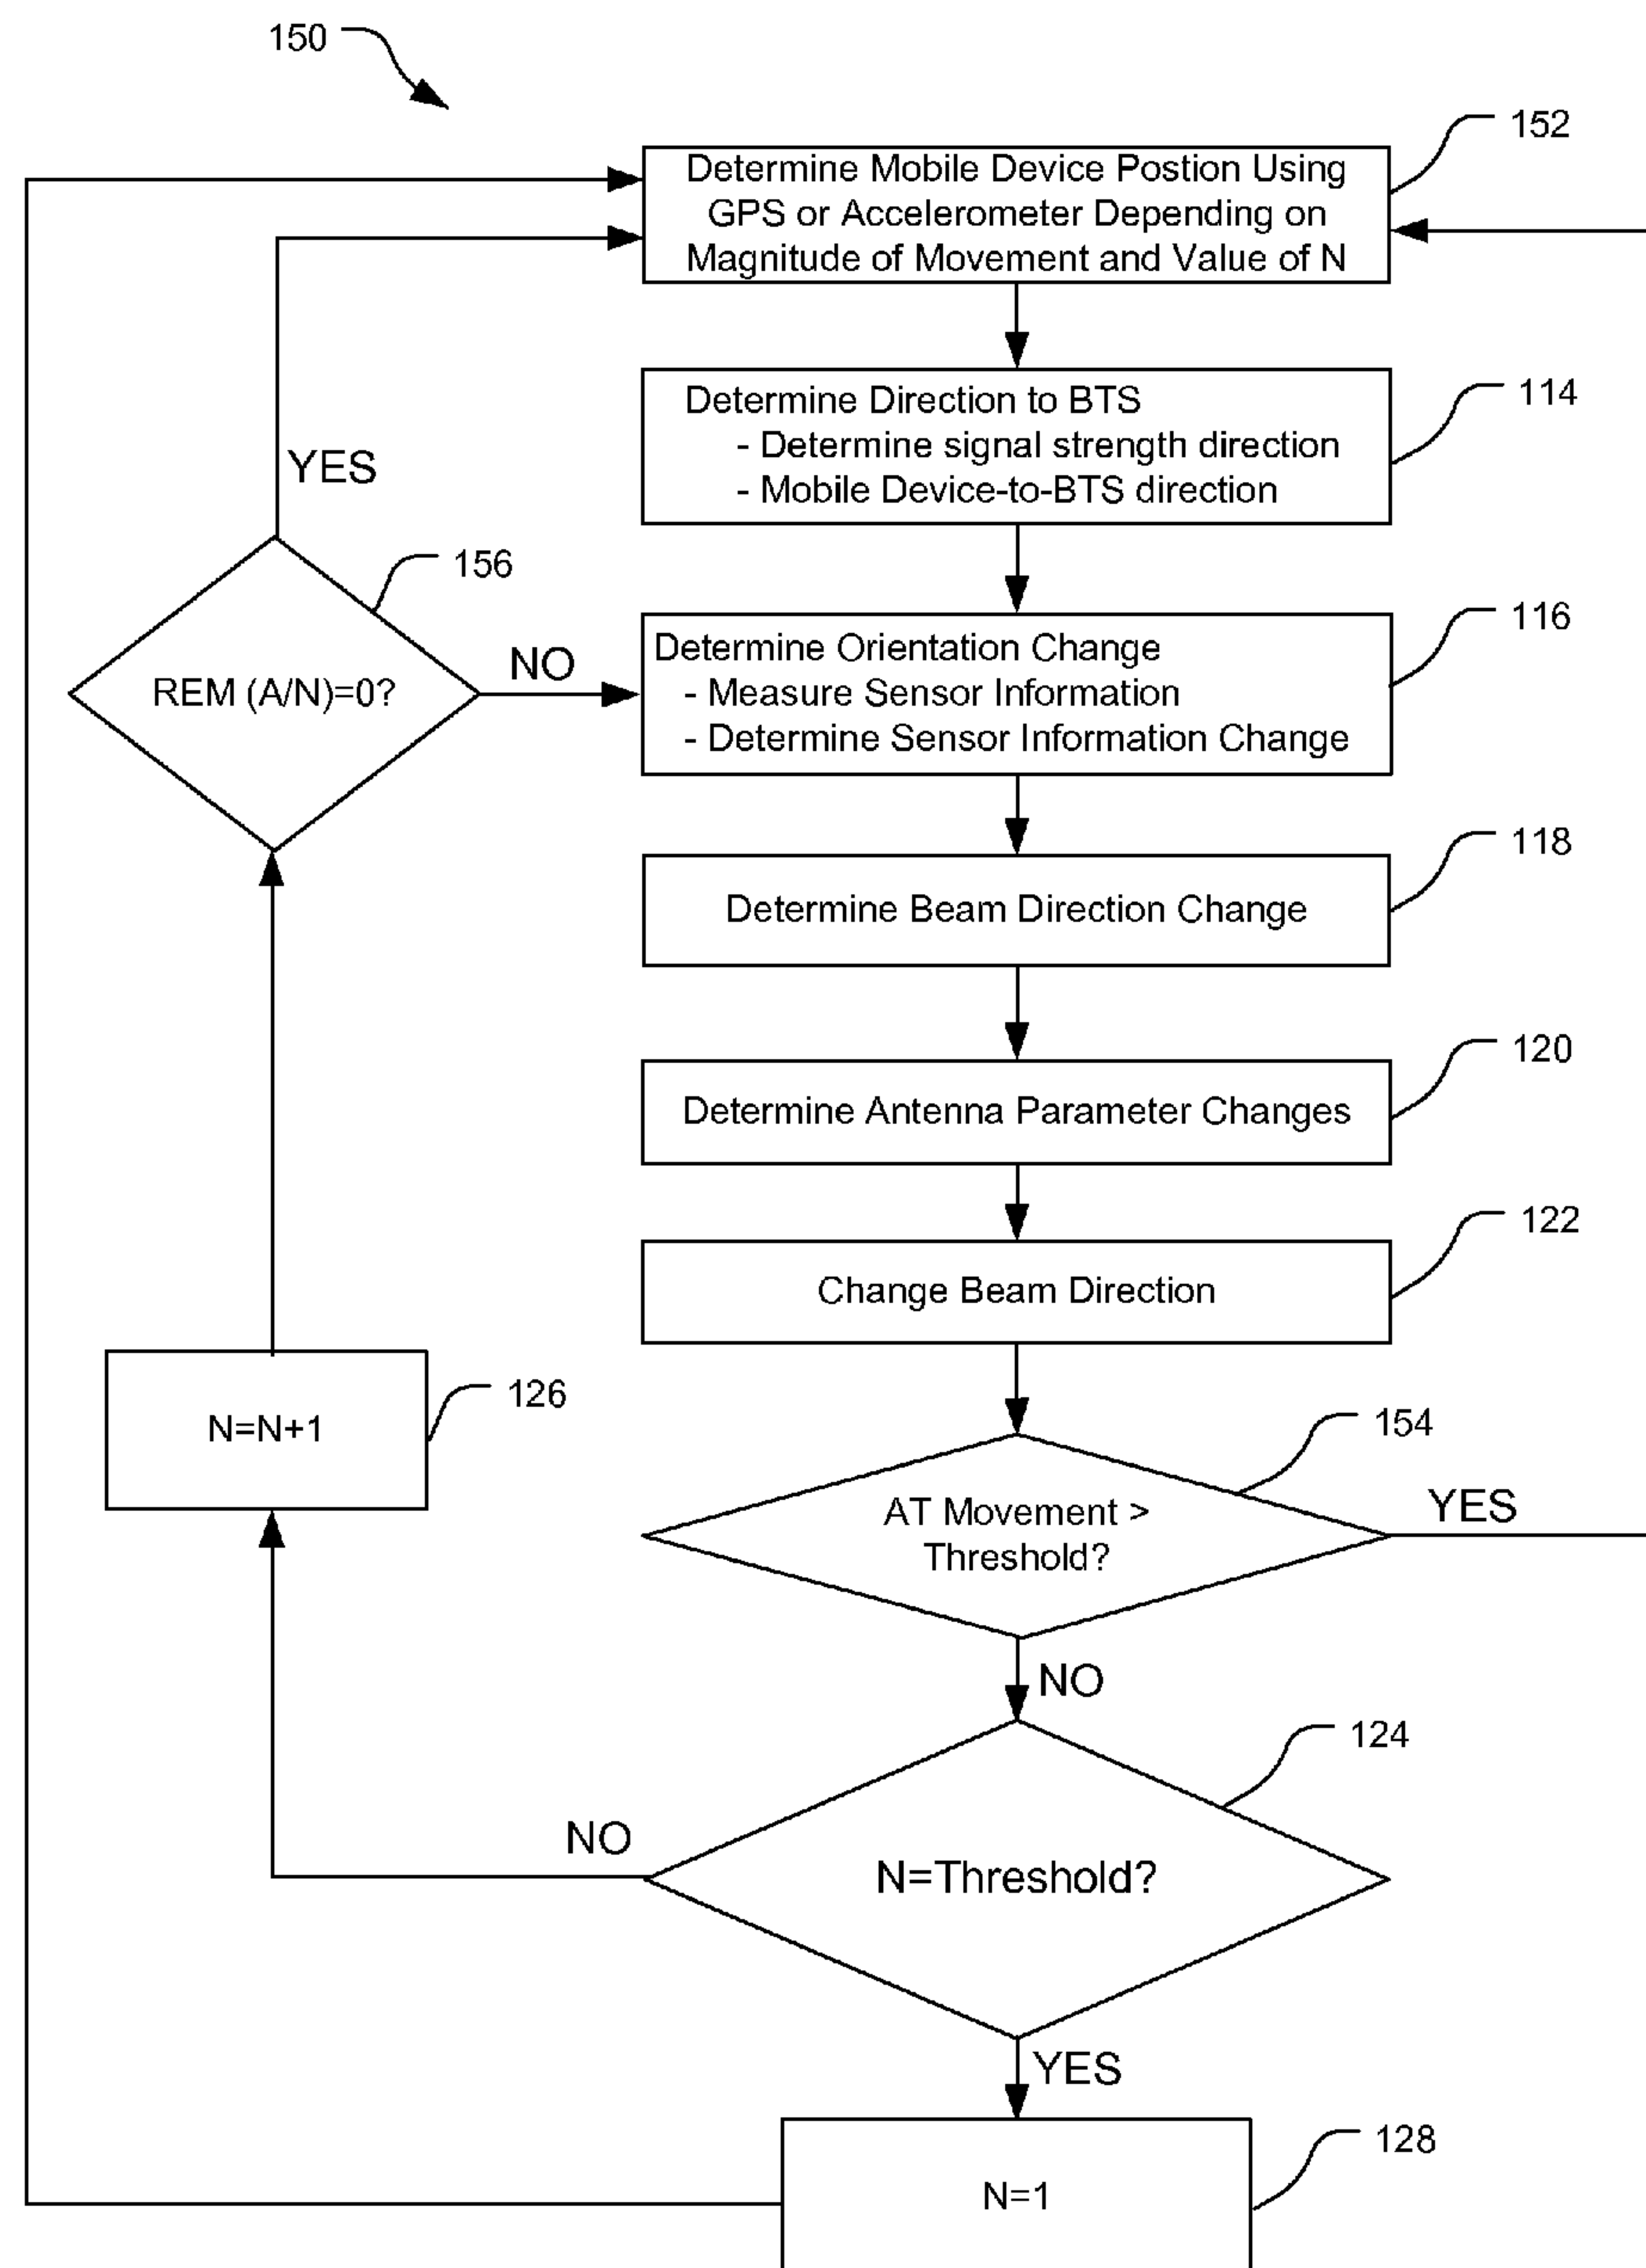 150
152
Determine Mobile Device Postion Using
GPS or Accelerometer Depending on
Magnitude of Movement and Value of N
114
Determine Direction to BTS
- Determine signal strength direction
- Mobile Device-to-BTS direction
YES
156
REM (A/N)=0?
NO
116
Determine Orientation Change
- Measure Sensor Information
- Determine Sensor Information Change
118
Determine Beam Direction Change
120
Determine Antenna Parameter Changes
122
Change Beam Direction
126
N=N+1
154
AT Movement >
Threshold?
YES
NO
124
N=Threshold?
NO
YES
128
N=1